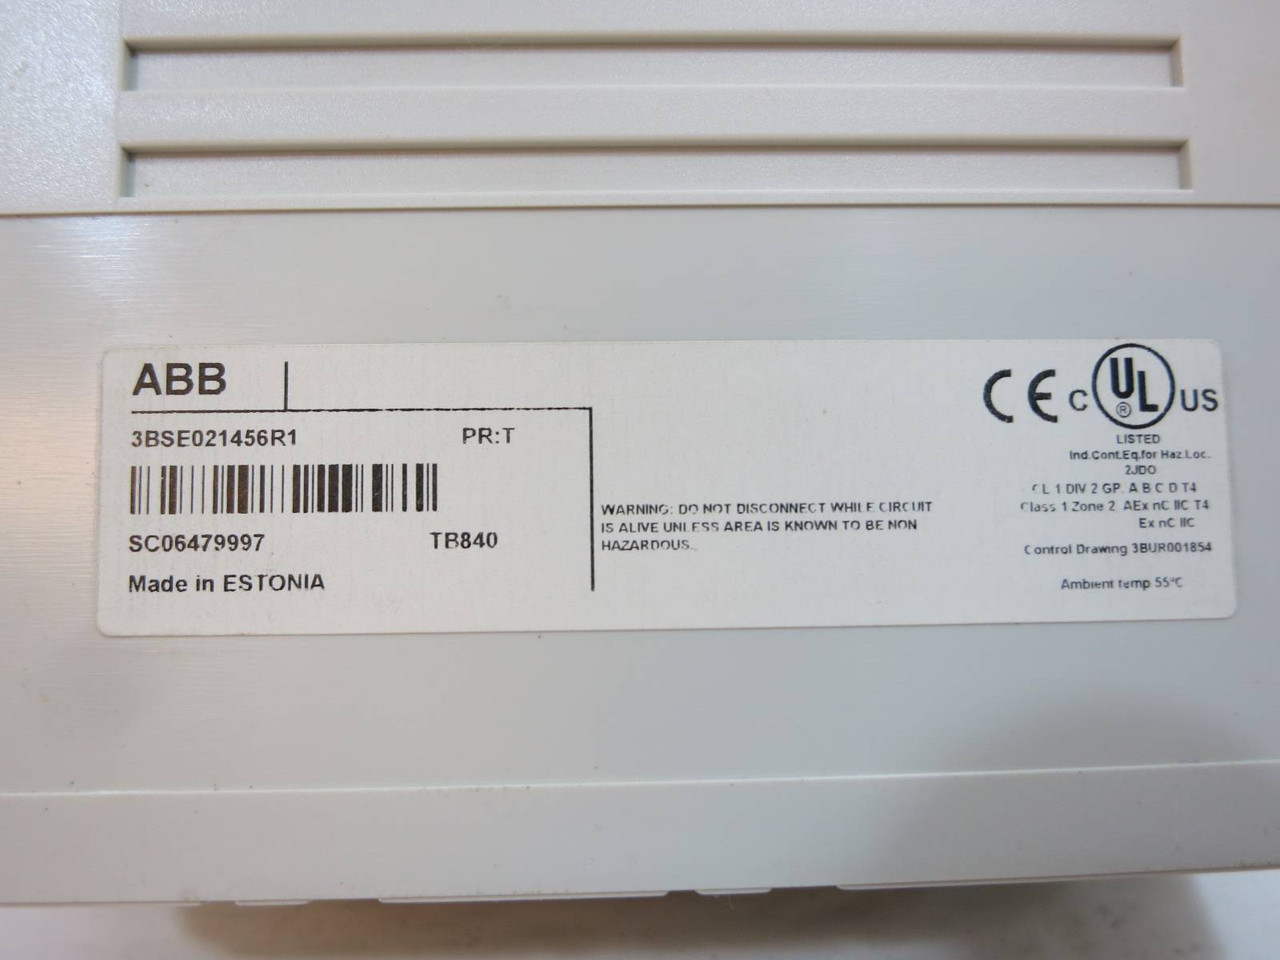 ABB
3BSE021456R1 PR:T
SC06479997 TB840
Made in ESTONIA
WARNING: DO NOT DISCONNECT WHILE CIRCUIT
IS ALIVE UNLESS AREA IS KNOWN TO BE NON
HAZARDOUS.
CE C UL ® US
LISTED
Ind.Cont.Eq.for Haz.Loc.
2JDO
CL 1 DIV 2 GP. A B C D T4
Class 1 Zone 2, AEx nC IIC T4
Ex nC IIC
Control Drawing 3BUR001854
Ambient temp 55°C